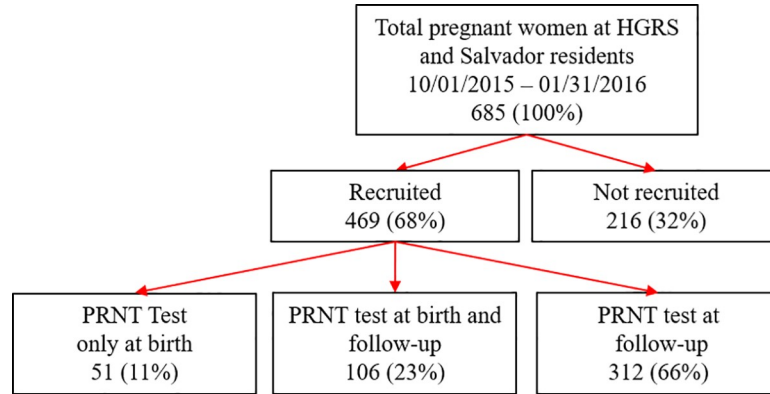 Total pregnant women at HGRS
and Salvador residents
10/01/2015 – 01/31/2016
685 (100%)
Recruited
469 (68%)
Not recruited
216 (32%)
PRNT Test
only at birth
51 (11%)
PRNT test at birth and
follow-up
106 (23%)
PRNT test at
follow-up
312 (66%)